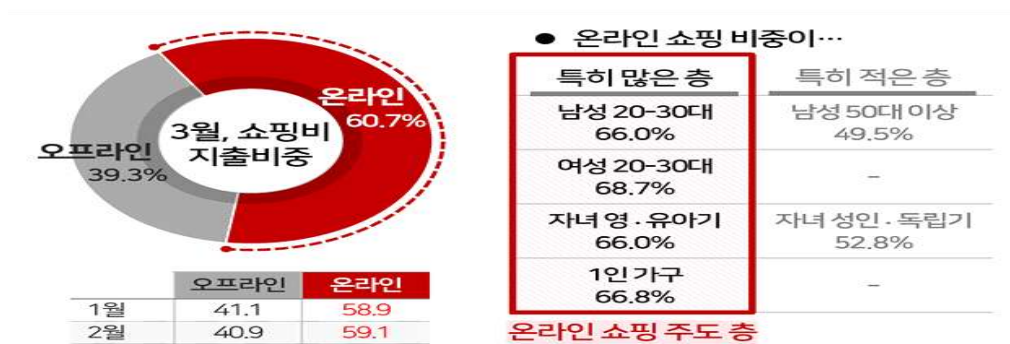 온라인
60.7%
3월, 쇼핑비
지출비중
오프라인
39.3%
오프라인 온라인
1월 41.1 58.9
2월 40.9 59.1
● 온라인 쇼핑 비중이…
특히 많은 층 특히 적은 층
남성 20-30대 남성 50대 이상
66.0% 49.5%
여성 20-30대 -
68.7%
자녀 영·유아기 자녀 성인·독립기
66.0% 52.8%
1인 가구 -
66.8%
온라인 쇼핑 주도 층